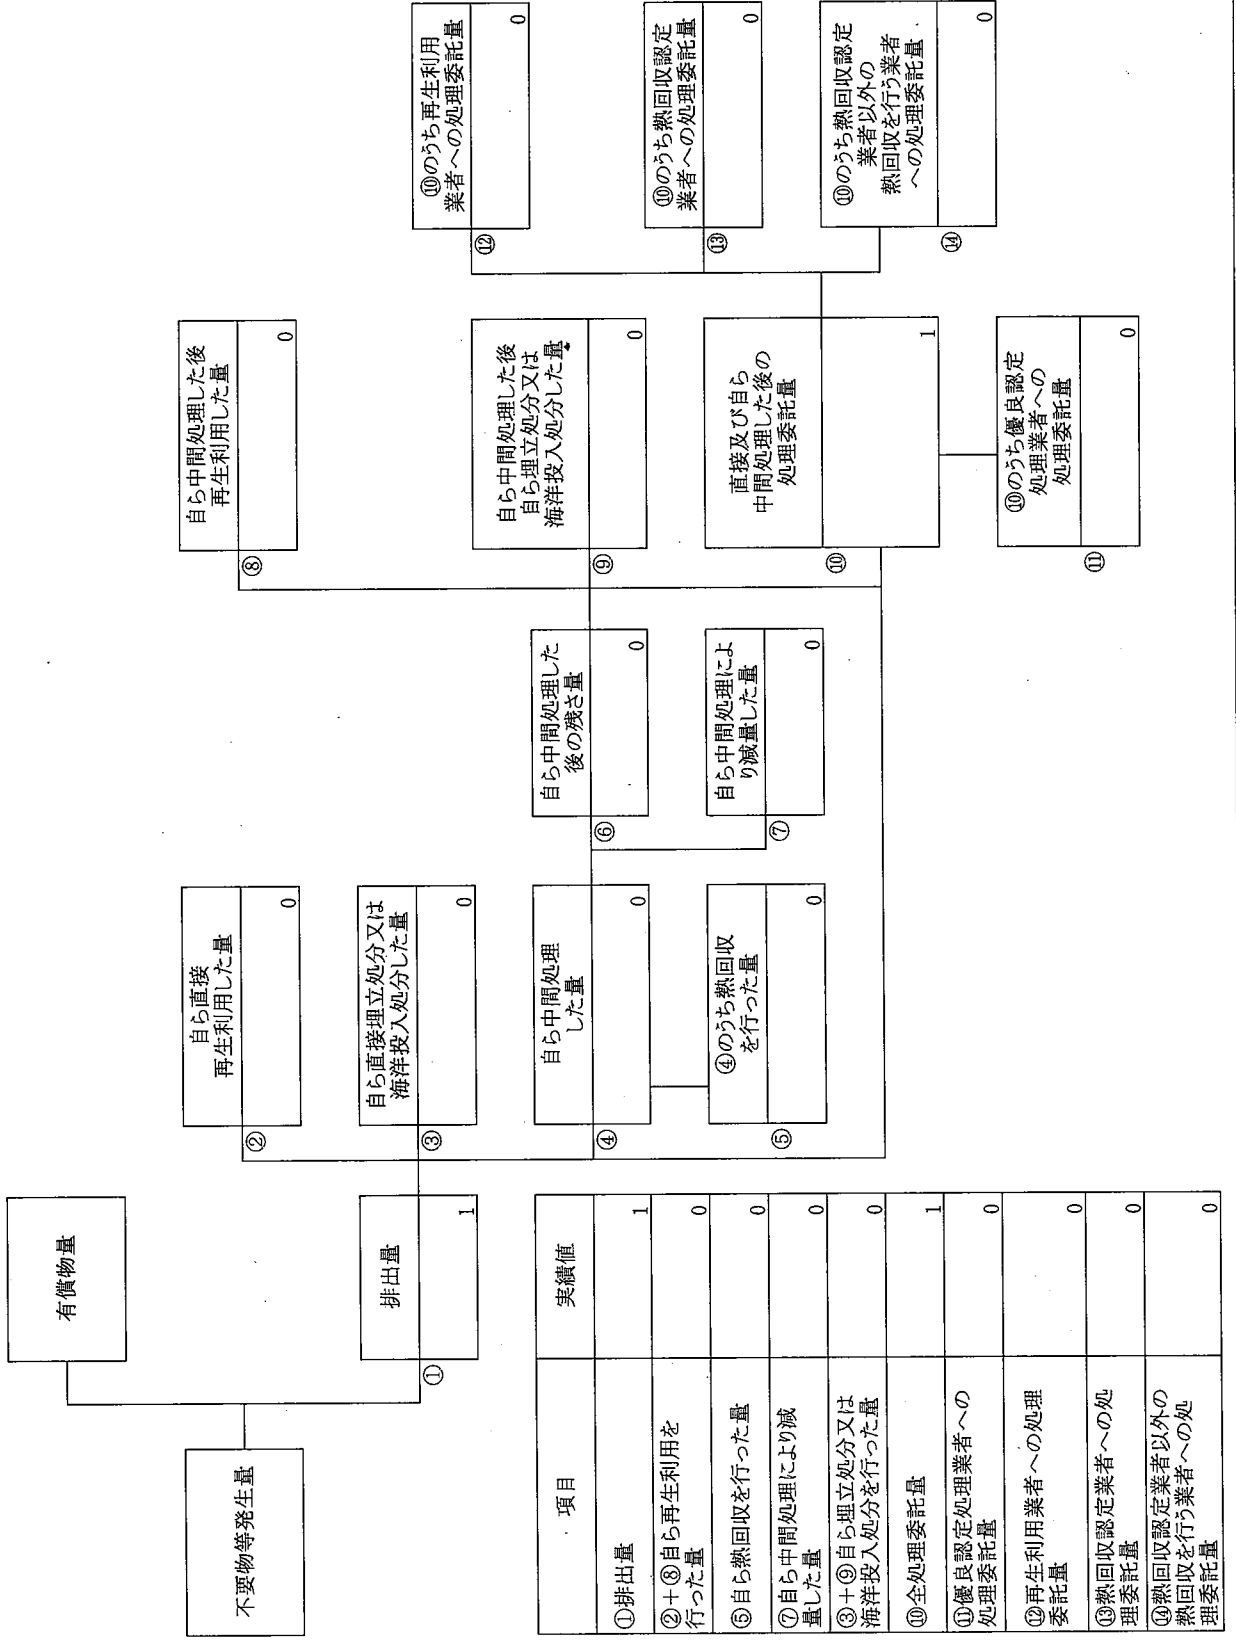 不要物等発生量
有償物量
①
排出量
1
②
自ら直接
再生利用した量
0
③
自ら直接埋立処分又は
海洋投入処分した量
0
④
自ら中間処理
した量
0
⑤
④のうち熱回収
を行った量
0
⑥
自ら中間処理した
後の残さ量
0
⑦
自ら中間処理によ
り減量した量
0
⑧
自ら中間処理した後
再生利用した量
0
⑨
自ら中間処理した後
自ら埋立処分又は
海洋投入処分した量
0
⑩
直接及び自ら
中間処理した後の
処理委託量
1
⑪
⑩のうち優良認定
処理業者への
処理委託量
0
⑫
⑩のうち再生利用
業者への処理委託量
0
⑬
⑩のうち熱回収認定
業者への処理委託量
0
⑭
⑩のうち熱回収認定
業者以外の
熱回収を行う業者
への処理委託量
0
項目 実績値
①排出量 1
②+⑧自ら再生利用を
行った量 0
⑤自ら熱回収を行った量 0
⑦自ら中間処理により減
量した量 0
③+⑨自ら埋立処分又は
海洋投入処分を行った量 0
⑩全処理委託量 1
⑪優良認定処理業者への
処理委託量 0
⑫再生利用業者への処理
委託量 0
⑬熱回収認定業者への処
理委託量 0
⑭熱回収認定業者以外の
熱回収を行う業者への処
理委託量 0